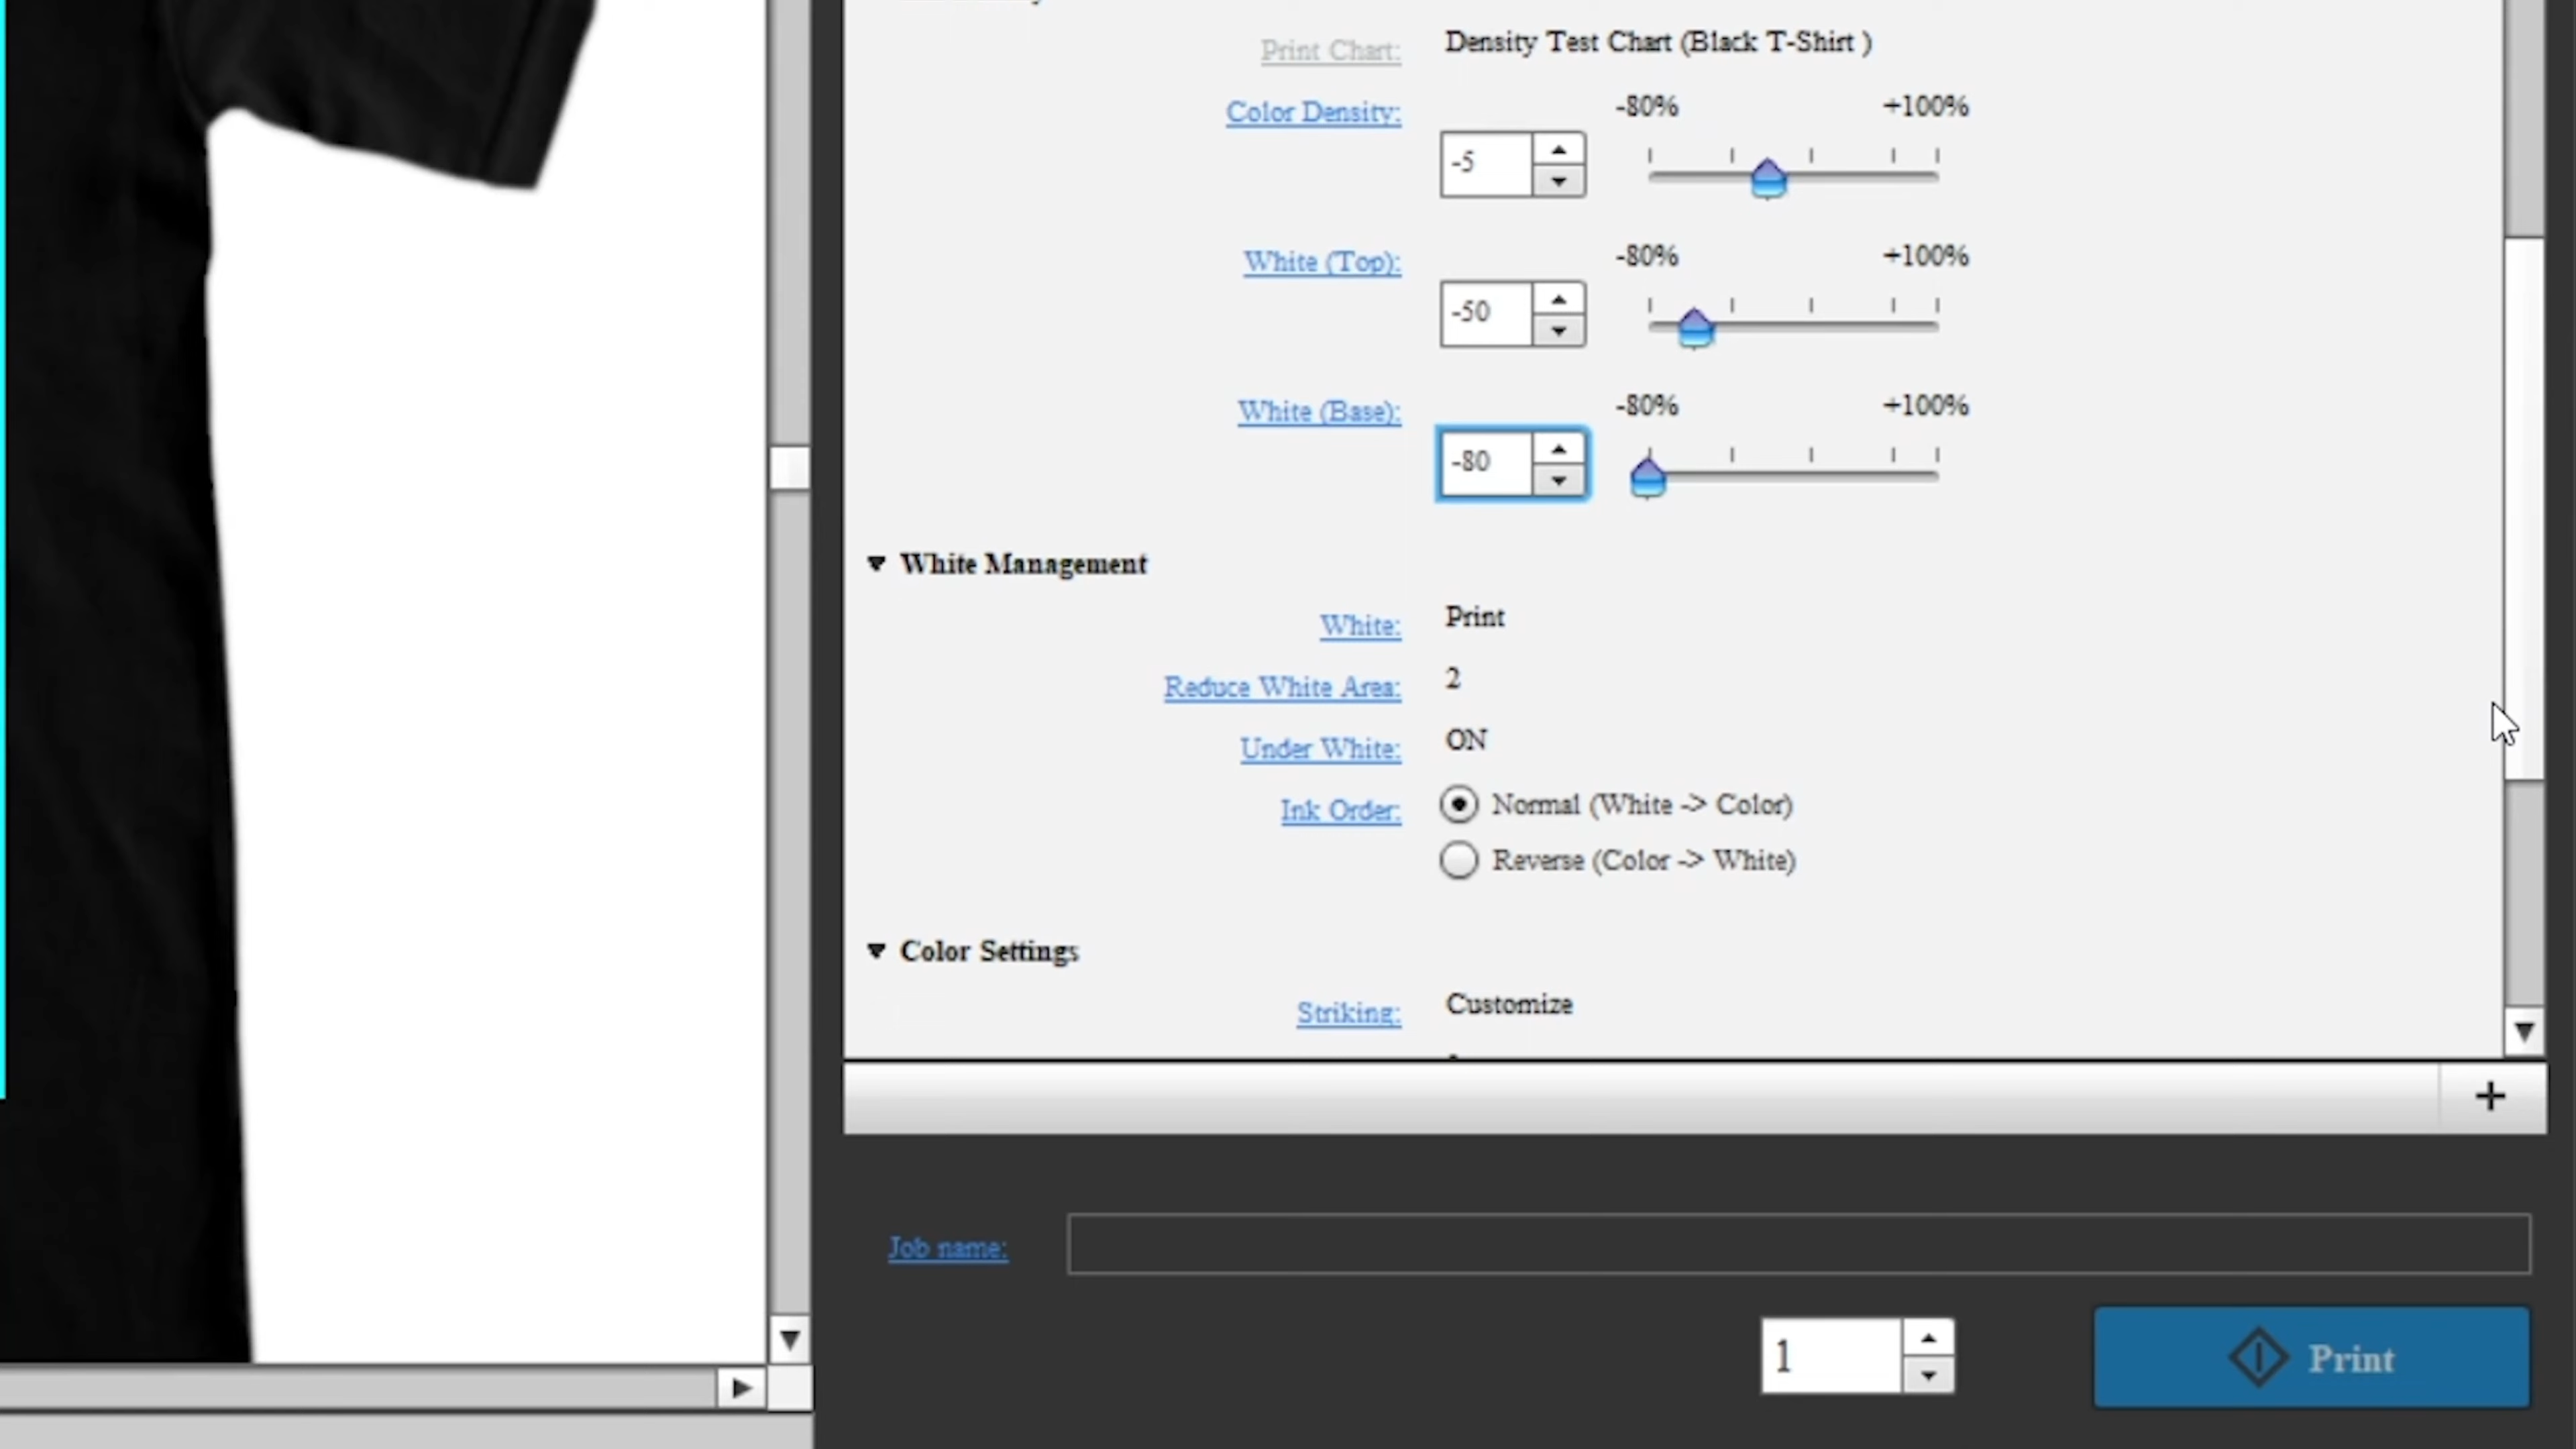 Print Chart: Density Test Chart (Black T-Shirt )
Color Density: -80% +100%
-5
White (Top): -80% +100%
-50
White (Base): -80% +100%
-80
White Management
White: Print
Reduce White Area: 2
Under White: ON
Ink Order: Normal (White -> Color)
Reverse (Color -> White)
Color Settings
Striking: Customize
Job name:
1
Print